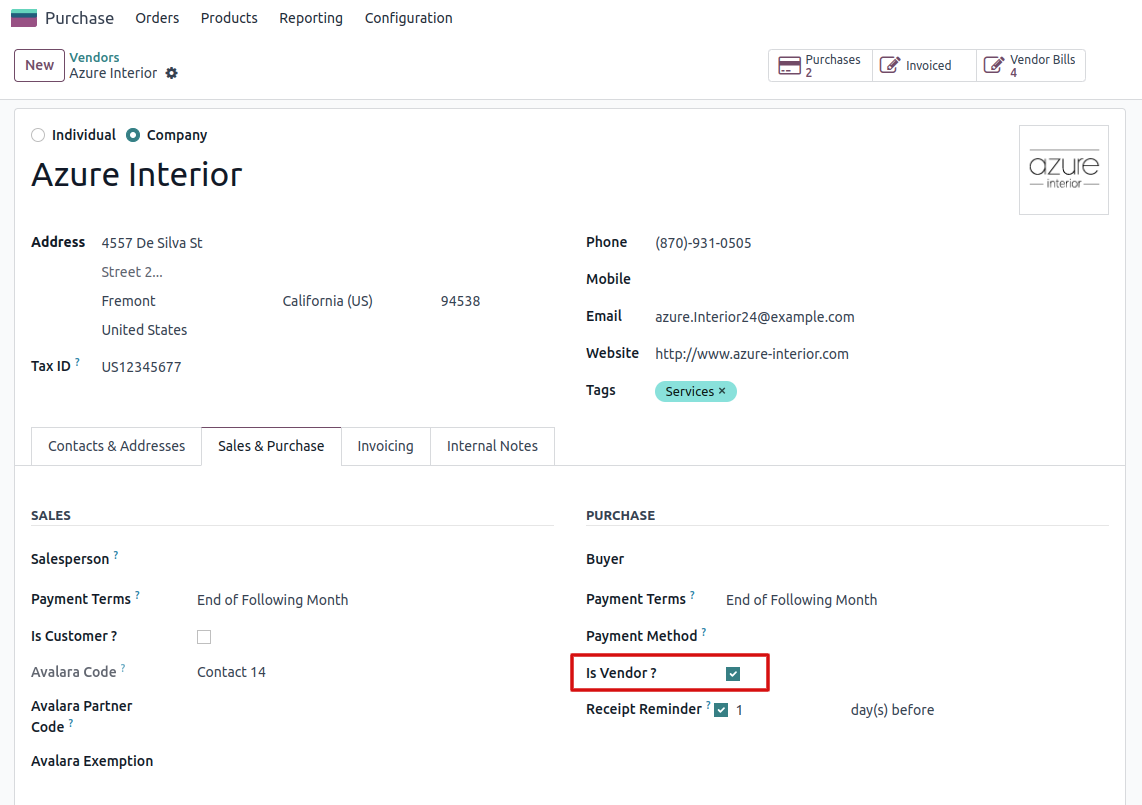 Purchase Orders Products Reporting Configuration
New
Vendors
Azure Interior
Purchases
2
Invoiced
Vendor Bills
4
Individual Company
Azure Interior
azure
interior
Address 4557 De Silva St
Street 2...
Fremont California (US) 94538
United States
Tax ID ? US12345677
Phone (870)-931-0505
Mobile
Email azure.Interior24@example.com
Website http://www.azure-interior.com
Tags Services ×
Contacts & Addresses Sales & Purchase Invoicing Internal Notes
SALES
Salesperson ?
Payment Terms ? End of Following Month
Is Customer ?
Avalara Code ? Contact 14
Avalara Partner
Code ?
Avalara Exemption
PURCHASE
Buyer
Payment Terms ? End of Following Month
Payment Method ?
Is Vendor ?
Receipt Reminder ? 1 day(s) before